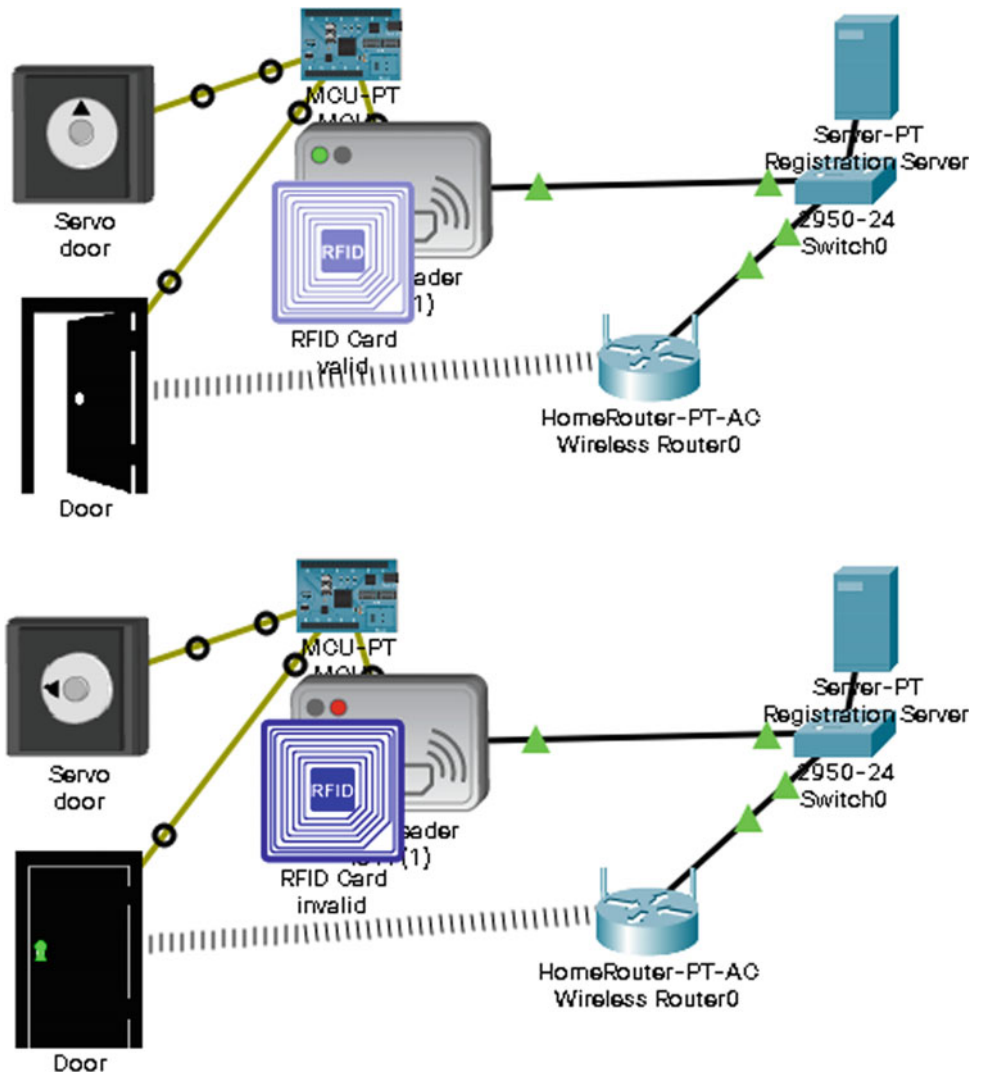 MCU-PT
Servo
door
RFID
RFID Card
valid
Server-PT
Registration Server
2950-24
Switch0
HomeRouter-PT-AC
Wireless Router0
Door
MCU-PT
Servo
door
RFID
RFID Card
invalid
Server-PT
Registration Server
2950-24
Switch0
HomeRouter-PT-AC
Wireless Router0
Door